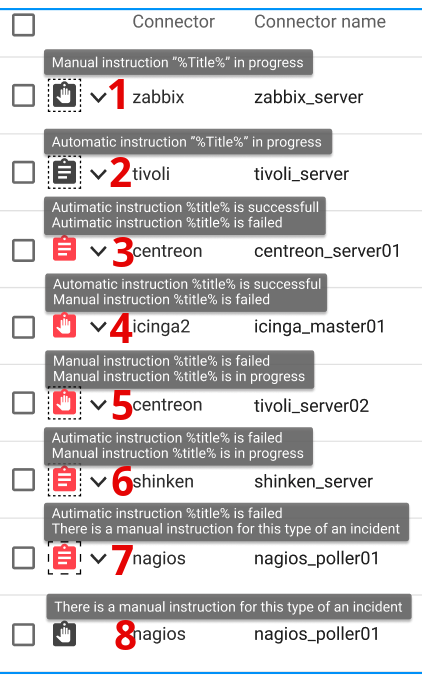 Connector Connector name
Manual instruction "%Title%" in progress
1 zabbix zabbix_server
Automatic instruction "%Title%" in progress
2 tivoli tivoli_server
Autimatic instruction %title% is successfull
Autimatic instruction %title% is failed
3 centreon centreon_server01
Automatic instruction %title% is successful
Manual instruction %title% is failed
4 icinga2 icinga_master01
Manual instruction %title% is failed
Manual instruction %title% is in progress
5 centreon tivoli_server02
Autimatic instruction %title% is failed
Manual instruction %title% is in progress
6 shinken shinken_server
Autimatic instruction %title% is failed
There is a manual instruction for this type of an incident
7 nagios nagios_poller01
There is a manual instruction for this type of an incident
8 nagios nagios_poller01